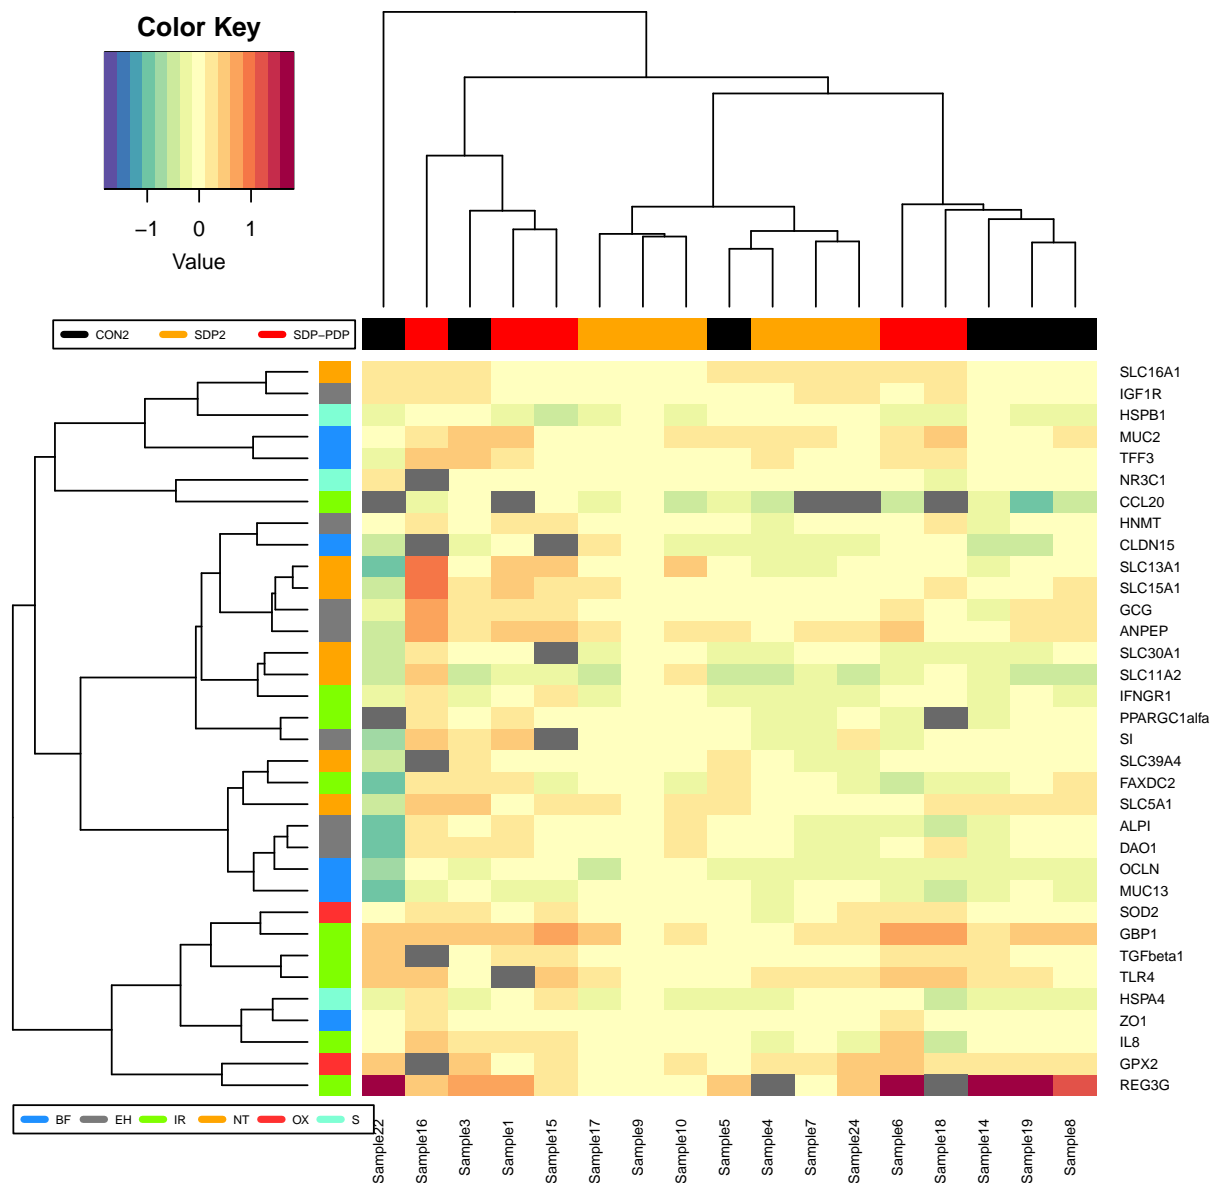 Color Key
−1 0 1
Value
CON2 SDP2 SDP−PDP
SLC16A1
IGF1R
HSPB1
MUC2
TFF3
NR3C1
CCL20
HNMT
CLDN15
SLC13A1
SLC15A1
GCG
ANPEP
SLC30A1
SLC11A2
IFNGR1
PPARGC1alfa
SI
SLC39A4
FAXDC2
SLC5A1
ALPI
DAO1
OCLN
MUC13
SOD2
GBP1
TGFbeta1
TLR4
HSPA4
ZO1
IL8
GPX2
REG3G
BF EH IR NT OX S
Sample22
Sample16
Sample3
Sample1
Sample15
Sample17
Sample9
Sample10
Sample5
Sample4
Sample7
Sample24
Sample6
Sample18
Sample14
Sample19
Sample8